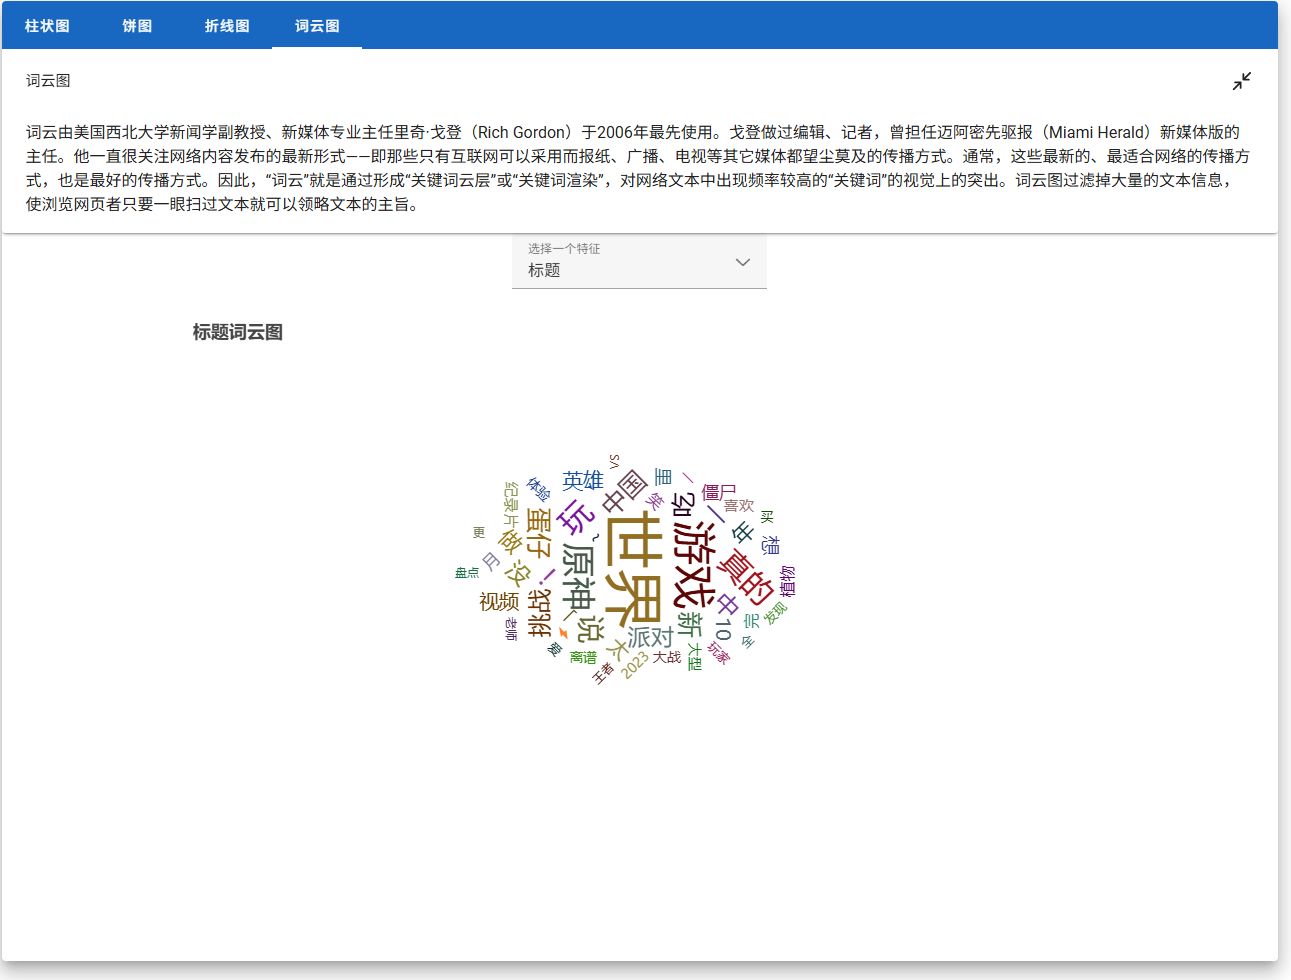 柱状图 饼图 折线图 词云图
词云图
词云由美国西北大学新闻学副教授、新媒体专业主任里奇·戈登（Rich Gordon）于2006年最先使用。戈登做过编辑、记者，曾担任迈阿密先驱报（Miami Herald）新媒体版的
主任。他一直很关注网络内容发布的最新形式——即那些只有互联网可以采用而报纸、广播、电视等其它媒体都望尘莫及的传播方式。通常，这些最新的、最适合网络的传播方
式，也是最好的传播方式。因此，“词云”就是通过形成“关键词云层”或“关键词渲染”，对网络文本中出现频率较高的“关键词”的视觉上的突出。词云图过滤掉大量的文本信息，
使浏览网页者只要一眼扫过文本就可以领略文本的主旨。
选择一个特征
标题
标题词云图
世界
游戏
原神
真的
玩
中国
英雄
里
笑
僵尸
喜欢
年
买
想
植物
中
发现
完
全
10
新
玩家
大型
大战
派对
太
2023
王者
说
离谱
爱
挑战
老师
视频
没
盘点
月
做
更
蛋仔
纪录片
体验